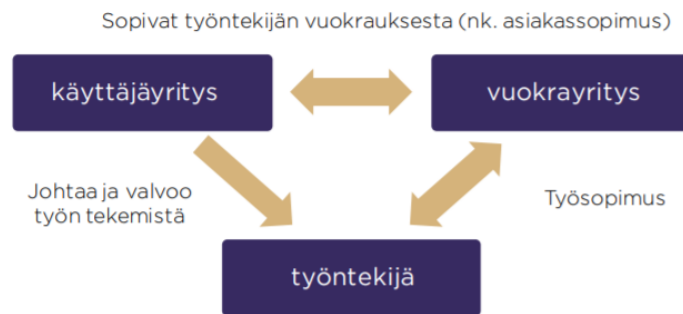 Sopivat työntekijän vuokrauksesta (nk. asiakassopimus)
käyttäjäyritys
vuokrayritys
Johtaa ja valvoo
työn tekemistä
Työsopimus
työntekijä